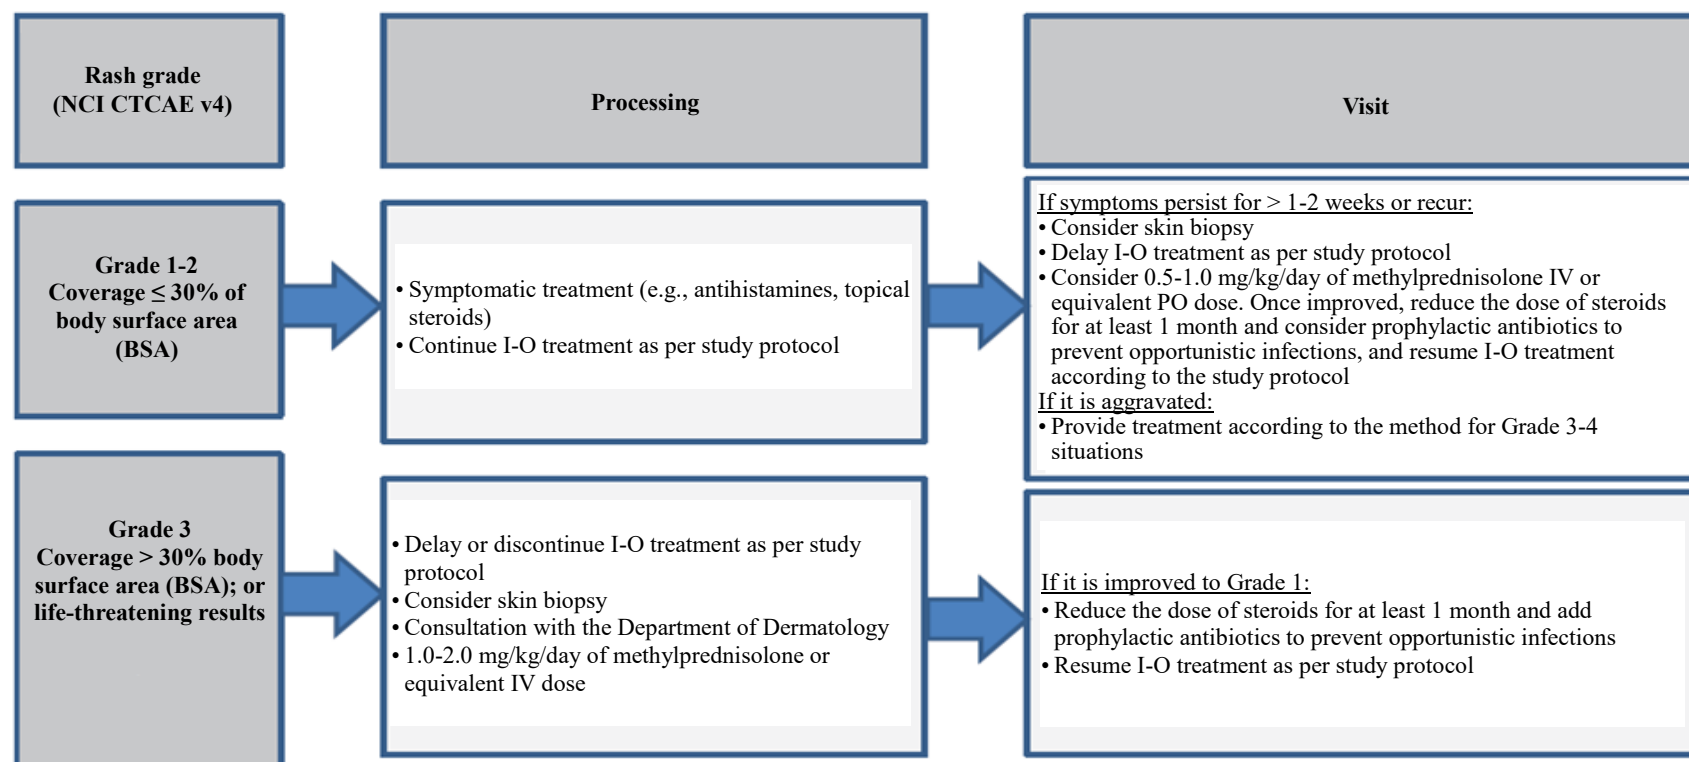 Rash grade
(NCI CTCAE v4)
Processing
Visit
Grade 1-2
Coverage ≤ 30% of
body surface area
(BSA)
• Symptomatic treatment (e.g., antihistamines, topical
steroids)
• Continue I-O treatment as per study protocol
If symptoms persist for > 1-2 weeks or recur:
• Consider skin biopsy
• Delay I-O treatment as per study protocol
• Consider 0.5-1.0 mg/kg/day of methylprednisolone IV or
equivalent PO dose. Once improved, reduce the dose of steroids
for at least 1 month and consider prophylactic antibiotics to
prevent opportunistic infections, and resume I-O treatment
according to the study protocol
If it is aggravated:
• Provide treatment according to the method for Grade 3-4
situations
Grade 3
Coverage > 30% body
surface area (BSA); or
life-threatening results
• Delay or discontinue I-O treatment as per study
protocol
• Consider skin biopsy
• Consultation with the Department of Dermatology
• 1.0-2.0 mg/kg/day of methylprednisolone or
equivalent IV dose
If it is improved to Grade 1:
• Reduce the dose of steroids for at least 1 month and add
prophylactic antibiotics to prevent opportunistic infections
• Resume I-O treatment as per study protocol